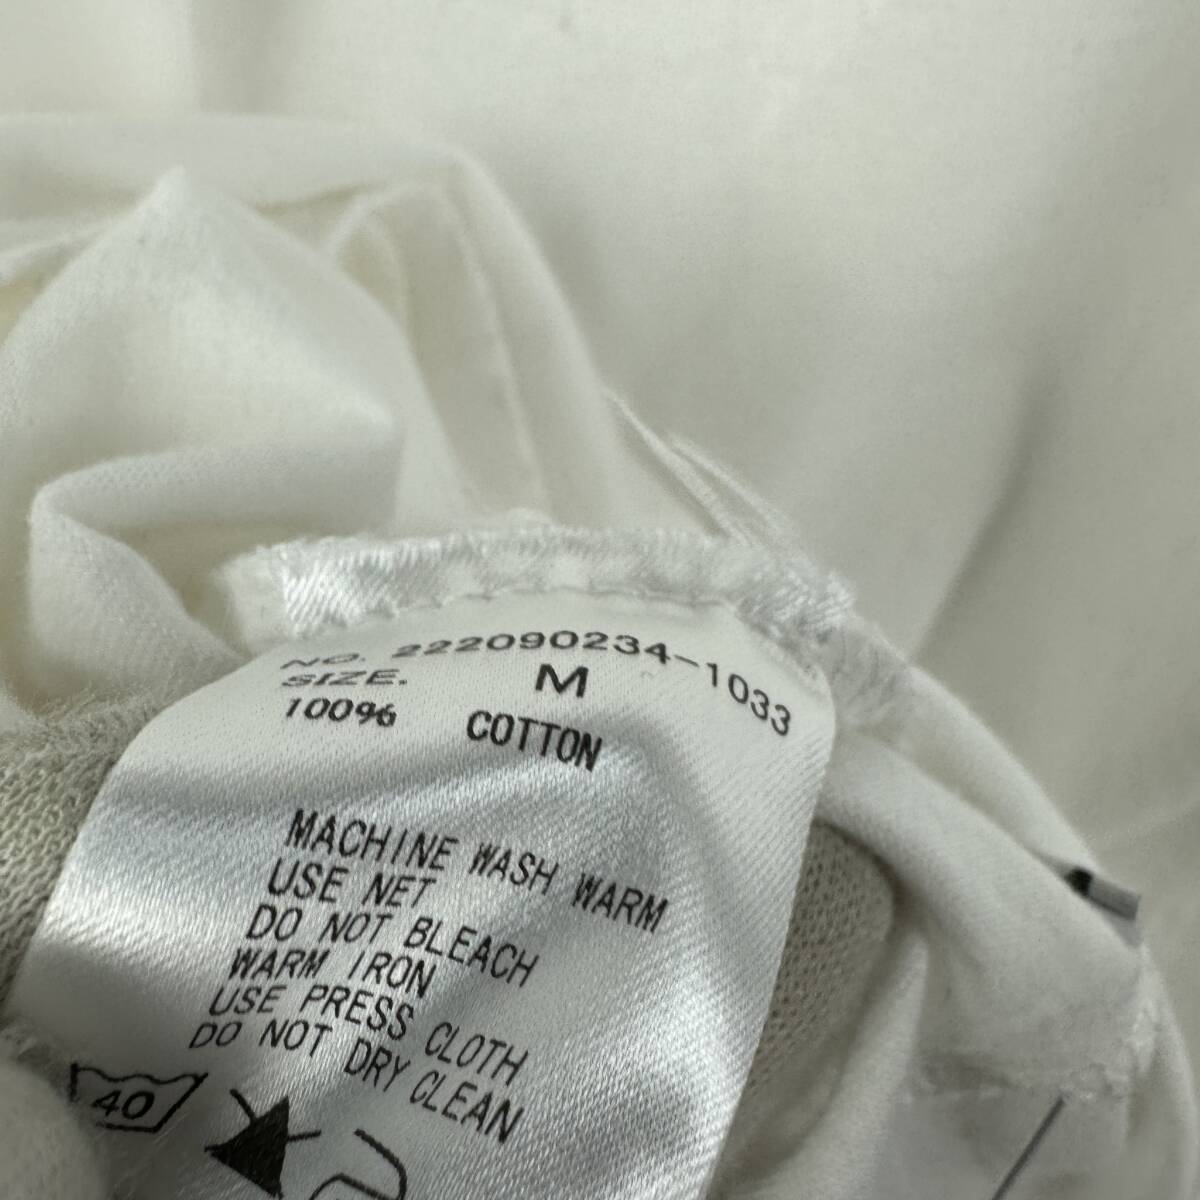 NO. 222090234-1033
SIZE. M
100% COTTON
MACHINE WASH WARM
USE NET
DO NOT BLEACH
WARM IRON
USE PRESS CLOTH
DO NOT DRY CLEAN
40